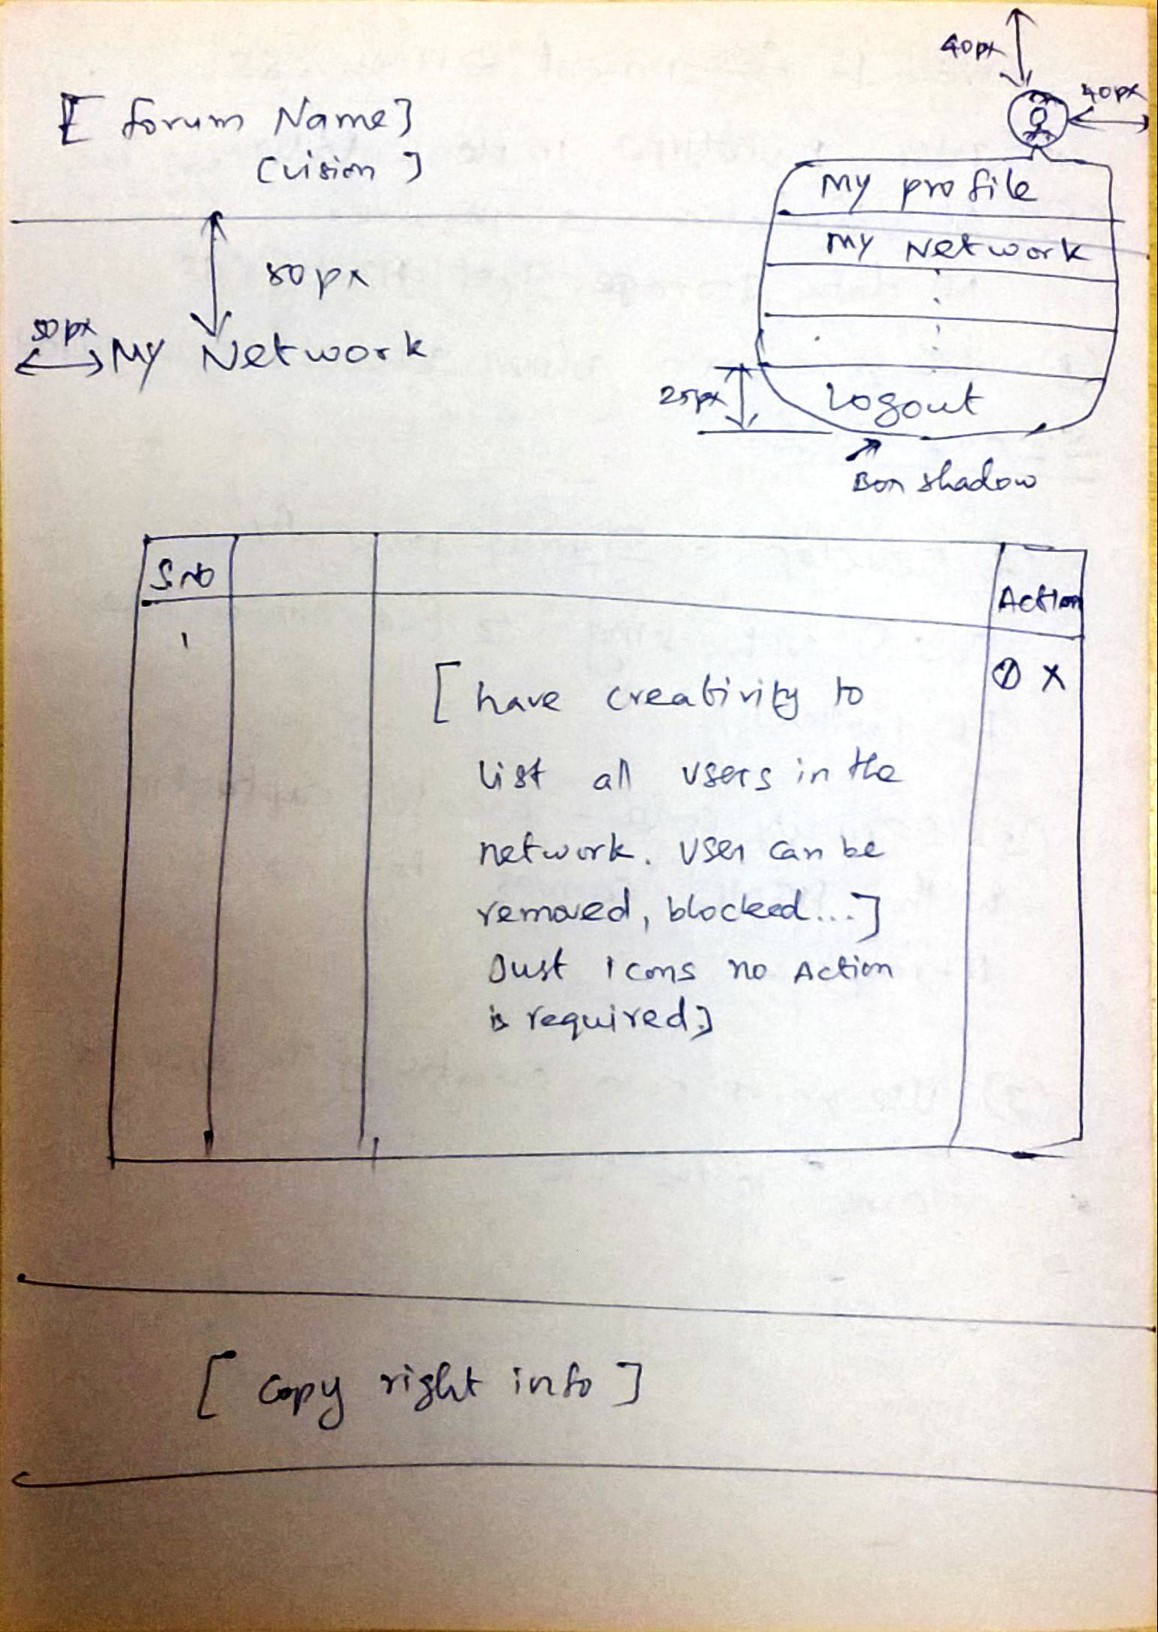 40px
40px
[ forum Name ]
[ vision ]
My profile
My Network
80px
50px
My Network
25px
Logout
Box shadow
S.no
Action
1
X
[ have creativity to
list all users in the
network. User can be
removed, blocked...]
Just Icons no Action
is required.]
[ copy right info ]